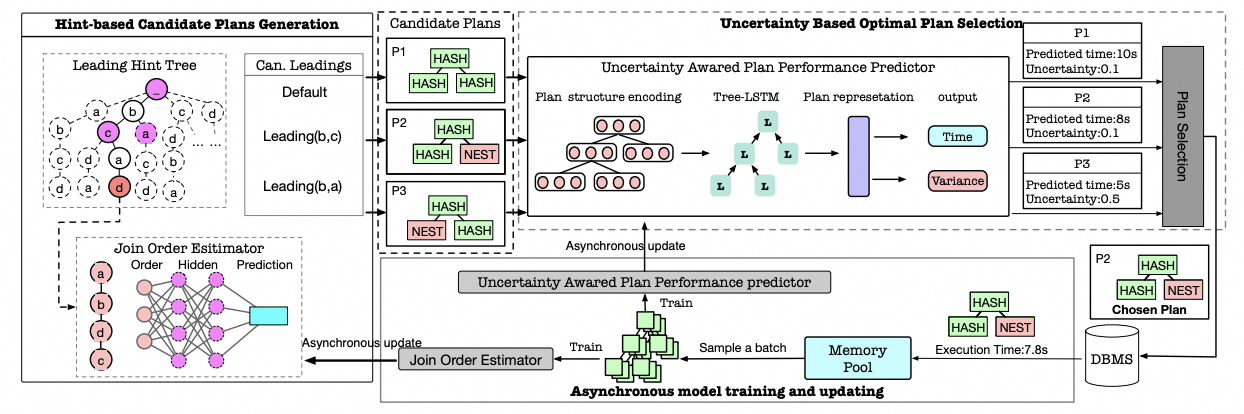 Hint-based Candidate Plans Generation
Leading Hint Tree
_
a
b
c
d
b
c
a
d
... ...
c
d
a
c
b
d
a
d
d
a
Can. Leadings
Default
Leading(b,c)
Leading(b,a)
Join Order Esitimator
Order
Hidden
Prediction
a
b
d
c
Candidate Plans
P1
HASH
HASH
HASH
P2
HASH
HASH
NEST
P3
HASH
NEST
HASH
Uncertainty Based Optimal Plan Selection
Uncertainty Awared Plan Performance Predictor
Plan structure encoding
Tree-LSTM
Plan represetation
output
L
L
L
L
L
Time
Variance
P1
Predicted time:10s
Uncertainty:0.1
P2
Predicted time:8s
Uncertainty:0.1
P3
Predicted time:5s
Uncertainty:0.5
Plan Selection
P2
HASH
HASH
NEST
Chosen Plan
DBMS
HASH
HASH
NEST
Execution Time:7.8s
Memory
Pool
Sample a batch
Train
Train
Asynchronous update
Uncertainty Awared Plan Performance predictor
Join Order Estimator
Asynchronous update
Asynchronous model training and updating